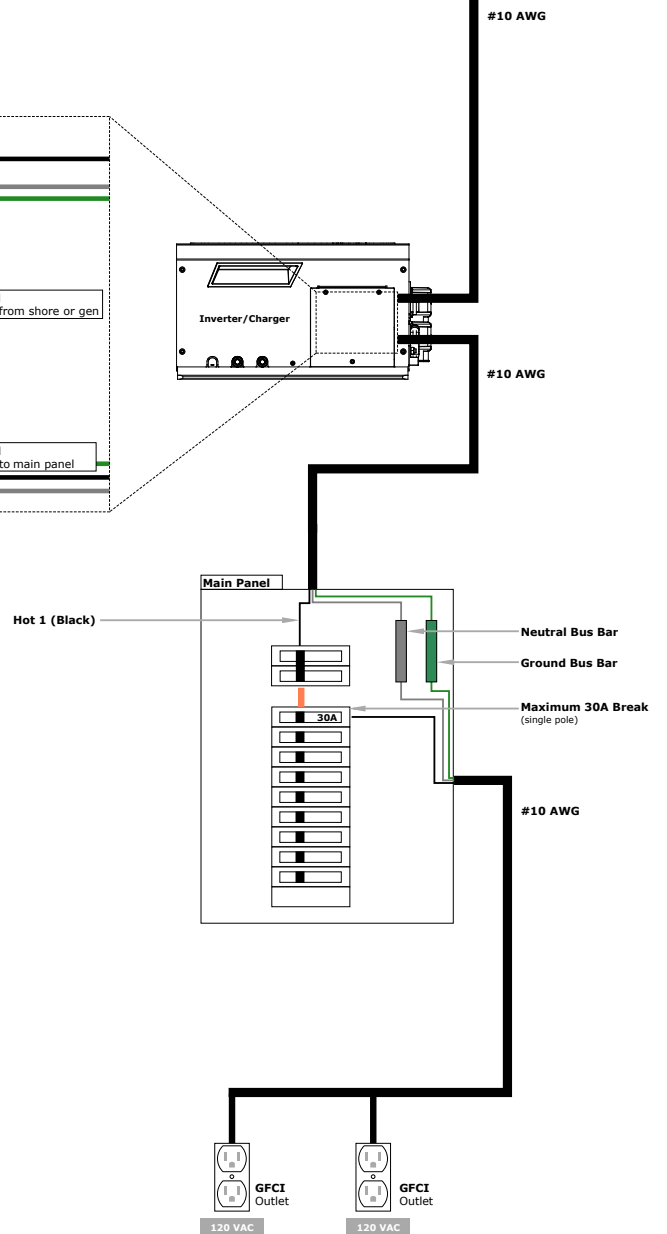 #10 AWG
from shore or gen
Inverter/Charger
#10 AWG
to main panel
Main Panel
Hot 1 (Black)
Neutral Bus Bar
Ground Bus Bar
Maximum 30A Break
(single pole)
30A
#10 AWG
GFCI
Outlet
120 VAC
GFCI
Outlet
120 VAC